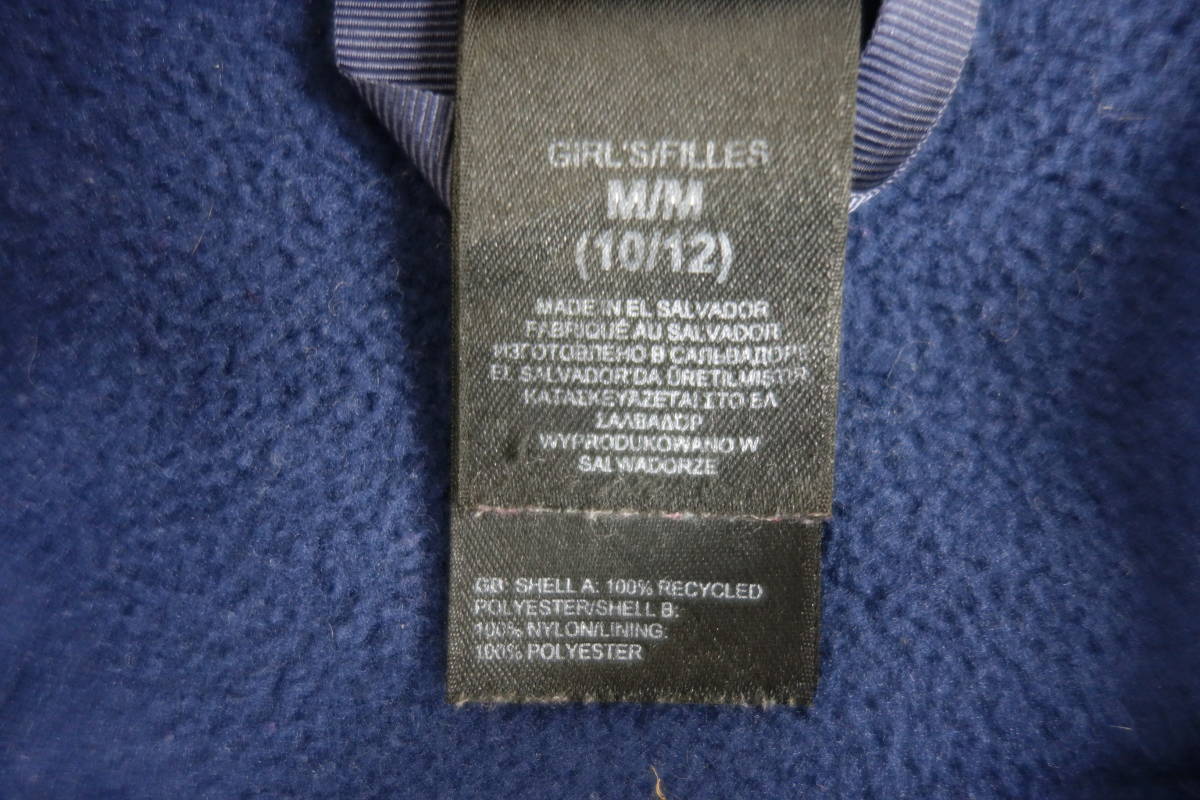 GIRL'S/FILLES
M/M
(10/12)
MADE IN EL SALVADOR
FABRIQUÉ AU SALVADOR
ИЗГОТОВЛЕНО В САЛЬВАДОРЕ
EL SALVADOR'DA ÜRETILMISTIR
ΚΑΤΑΣΚΕΥΑΖΕΤΑΙ ΣΤΟ ΕΛ
ΣΑΛΒΑΔΟΡ
WYPRODUKOWANO W
SALWADORZE
GB: SHELL A: 100% RECYCLED
POLYESTER/SHELL B:
100% NYLON/LINING:
100% POLYESTER